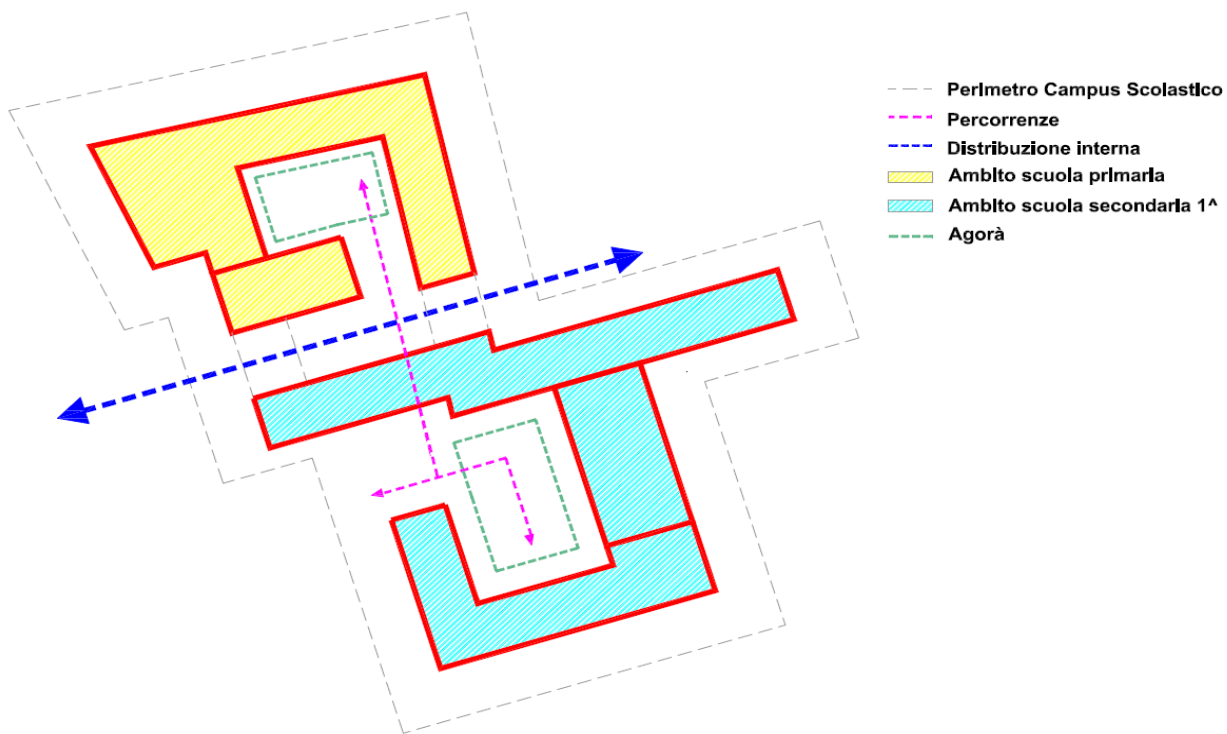 Perimetro Campus Scolastico
Percorrenze
Distribuzione interna
Ambito scuola primaria
Ambito scuola secondaria 1^
Agorà